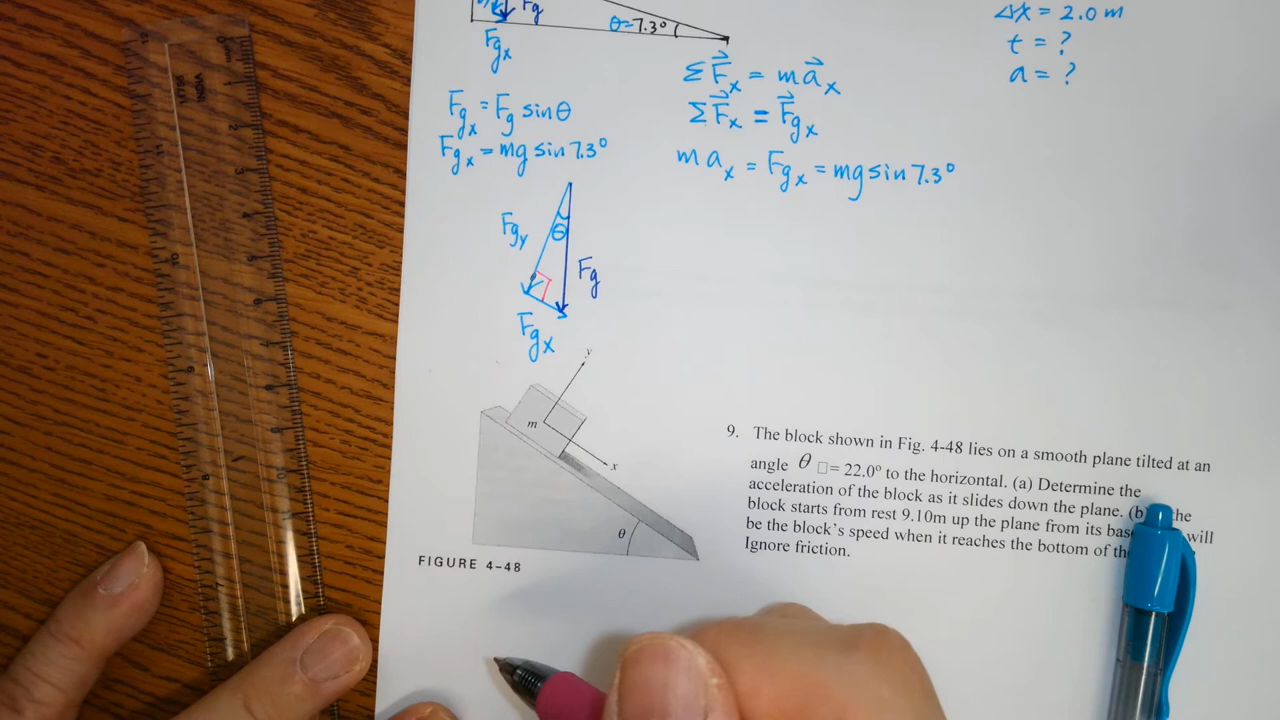 Fg
θ=7.3°
Fgx
Δx = 2.0 m
t = ?
a = ?
ΣF⃗x = ma⃗x
ΣF⃗x = F⃗gx
max = Fgx = mg sin 7.3°
Fgx = Fg sin θ
Fgx = mg sin 7.3°
Fgy
θ
Fg
Fgx
y
m
x
θ
FIGURE 4-48
9. The block shown in Fig. 4-48 lies on a smooth plane tilted at an
angle θ □= 22.0° to the horizontal. (a) Determine the
acceleration of the block as it slides down the plane. (b) the
block starts from rest 9.10m up the plane from its will
be the block's speed when it reaches the bottom of
Ignore friction.
INDIA